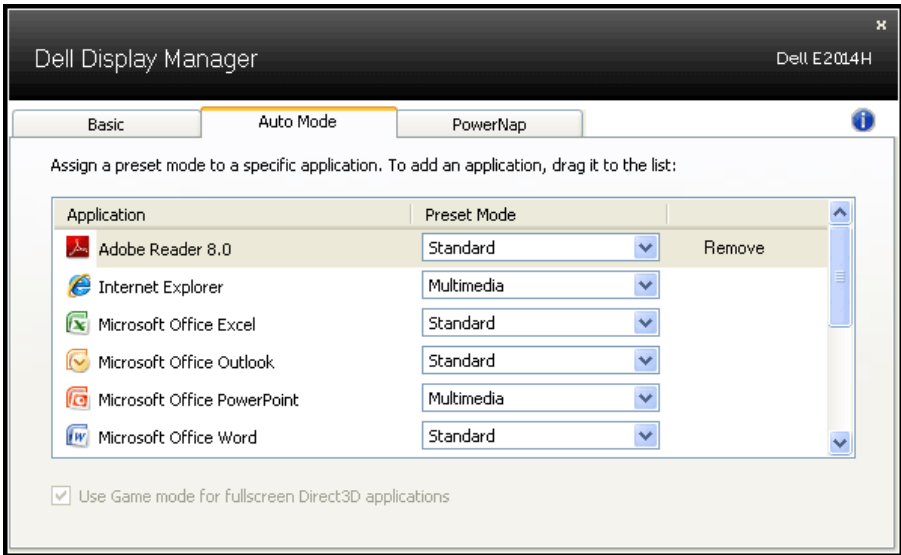 x
Dell Display Manager
Dell E2014H
Basic Auto Mode PowerNap
Assign a preset mode to a specific application. To add an application, drag it to the list:
Application Preset Mode
Adobe Reader 8.0 Standard Remove
Internet Explorer Multimedia
Microsoft Office Excel Standard
Microsoft Office Outlook Standard
Microsoft Office PowerPoint Multimedia
Microsoft Office Word Standard
Use Game mode for fullscreen Direct3D applications